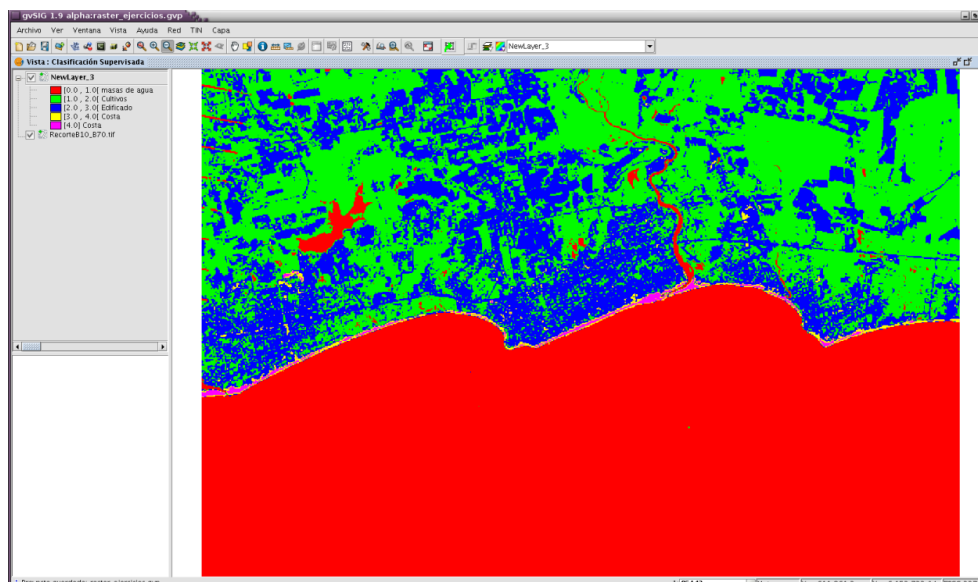 gvSIG 1.9 alpha:raster_ejercicios.gvp
Archivo Ver Ventana Vista Ayuda Red TIN Capa
NewLayer_3
Vista : Clasificación Supervisada
NewLayer_3
[0.0 , 1.0[ masas de agua
[1.0 , 2.0[ Cultivos
[2.0 , 3.0[ Edificado
[3.0 , 4.0[ Costa
[4.0] Costa